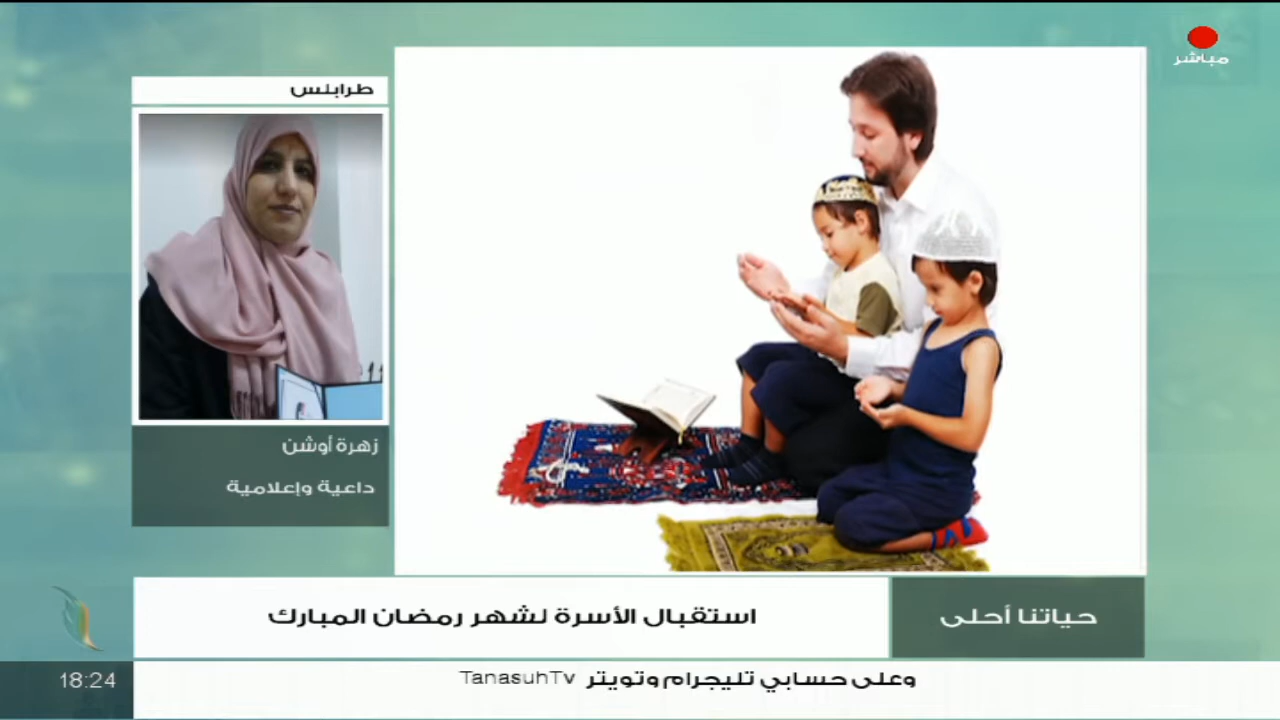 مباشر
طرابلس
زهرة أوشن
داعية وإعلامية
حياتنا أحلى
استقبال الأسرة لشهر رمضان المبارك
18:24
وعلى حسابي تليجرام وتويتر TanasuhTv